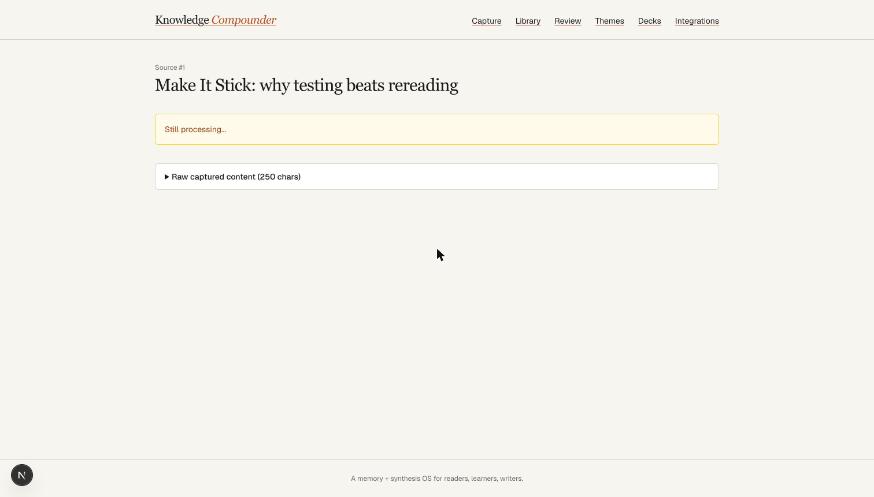 Knowledge Compounder
Capture Library Review Themes Decks Integrations
Source #1
Make It Stick: why testing beats rereading
Still processing...
Raw captured content (250 chars)
N
A memory + synthesis OS for readers, learners, writers.